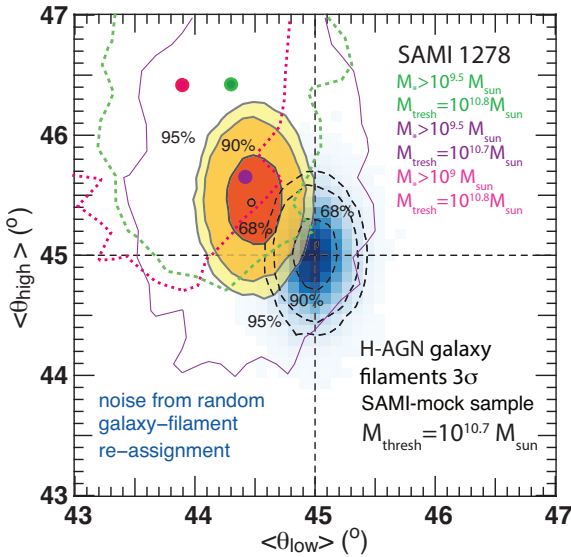 47
46
45
44
43
<θhigh> (°)
SAMI 1278
M*>10^9.5 Msun
Mtresh=10^10.8Msun
M*>10^9.5 Msun
Mtresh=10^10.7Msun
M*>10^9 Msun
Mtresh=10^10.8Msun
95%
90%
68%
68%
90%
95%
H-AGN galaxy
filaments 3σ
SAMI-mock sample
Mthresh=10^10.7 Msun
noise from random
galaxy-filament
re-assignment
43 44 45 46 47
<θlow> (°)